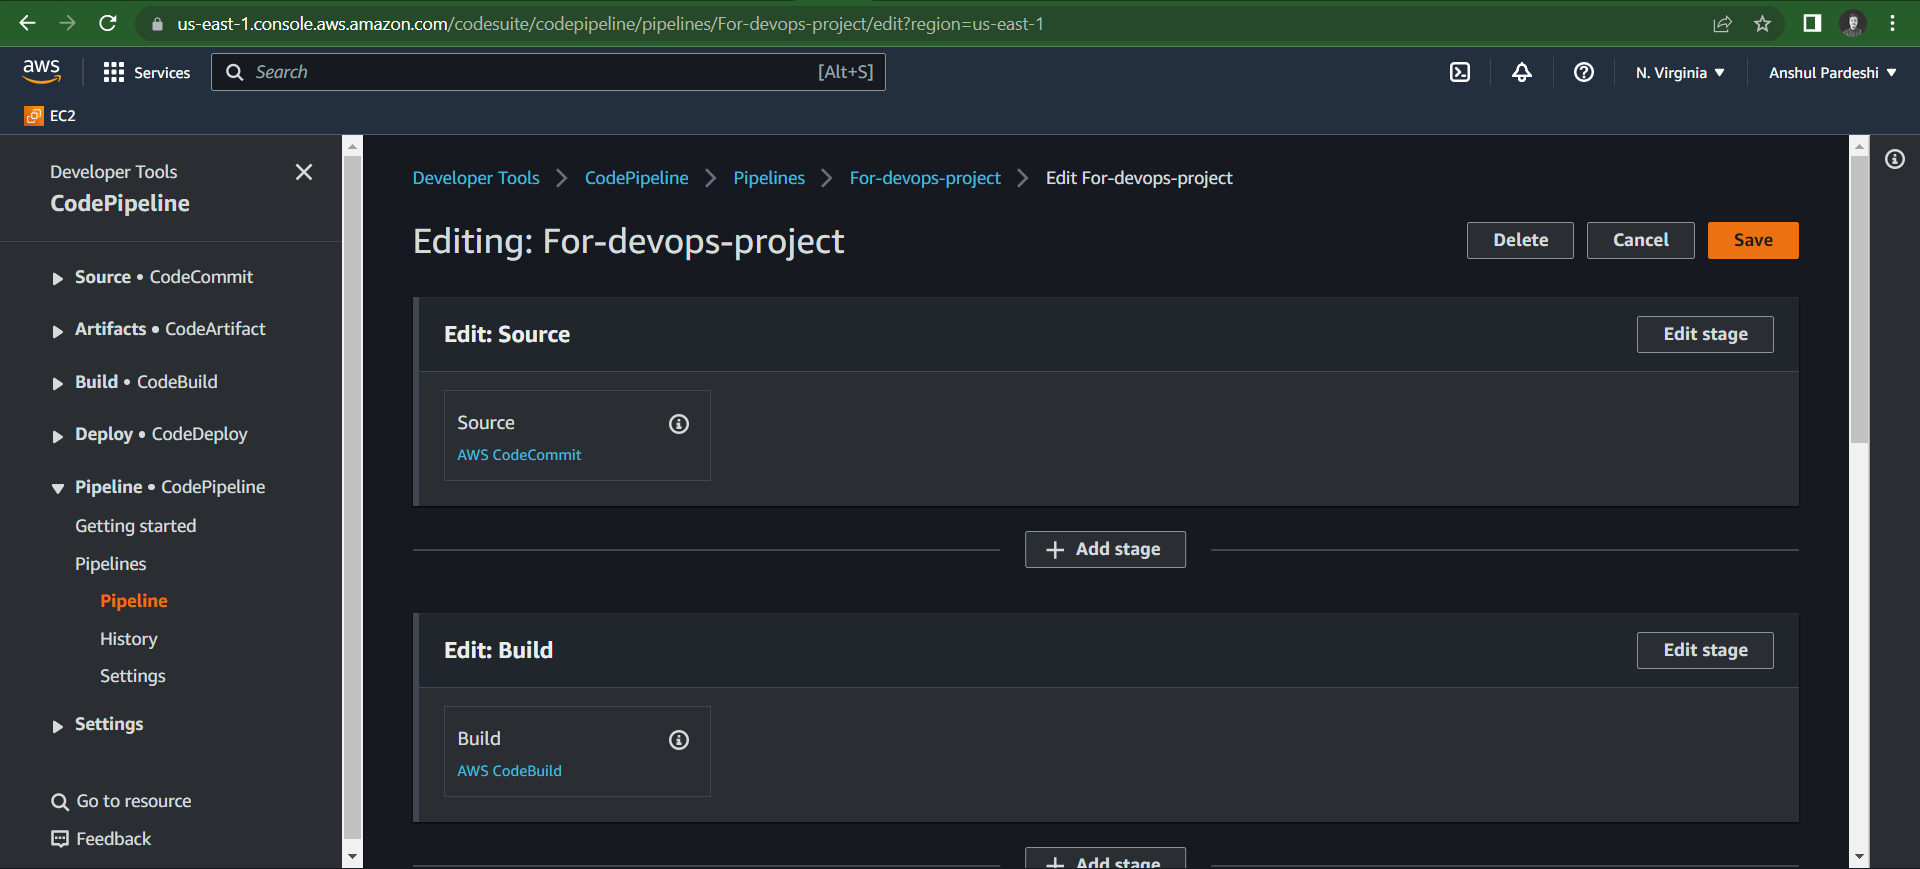 us-east-1.console.aws.amazon.com/codesuite/codepipeline/pipelines/For-devops-project/edit?region=us-east-1
aws
Services
Search
[Alt+S]
N. Virginia
Anshul Pardeshi
EC2
Developer Tools
CodePipeline
Source • CodeCommit
Artifacts • CodeArtifact
Build • CodeBuild
Deploy • CodeDeploy
Pipeline • CodePipeline
Getting started
Pipelines
Pipeline
History
Settings
Settings
Go to resource
Feedback
Developer Tools
CodePipeline
Pipelines
For-devops-project
Edit For-devops-project
Editing: For-devops-project
Delete
Cancel
Save
Edit: Source
Edit stage
Source
AWS CodeCommit
Add stage
Edit: Build
Edit stage
Build
AWS CodeBuild
Add stage